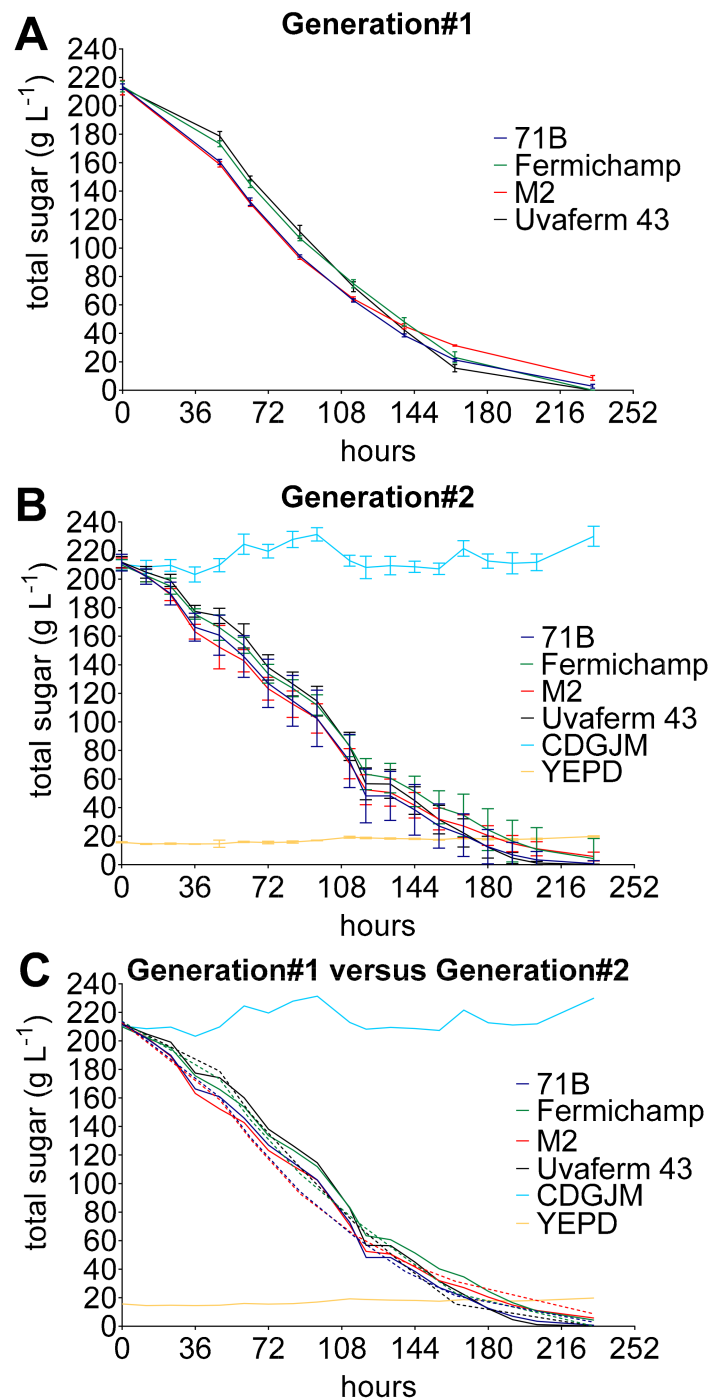 A
Generation#1
total sugar (g L⁻¹)
240
220
200
180
160
140
120
100
80
60
40
20
0
71B
Fermichamp
M2
Uvaferm 43
0 36 72 108 144 180 216 252
hours
B
Generation#2
total sugar (g L⁻¹)
240
220
200
180
160
140
120
100
80
60
40
20
0
71B
Fermichamp
M2
Uvaferm 43
CDGJM
YEPD
0 36 72 108 144 180 216 252
hours
C
Generation#1 versus Generation#2
total sugar (g L⁻¹)
240
220
200
180
160
140
120
100
80
60
40
20
0
71B
Fermichamp
M2
Uvaferm 43
CDGJM
YEPD
0 36 72 108 144 180 216 252
hours